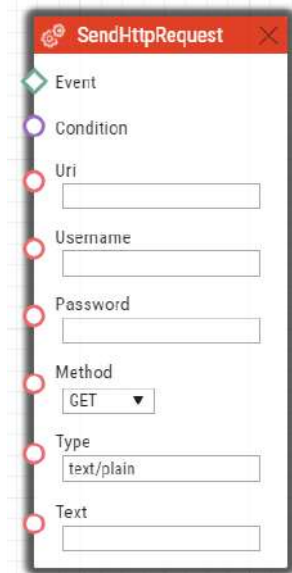 SendHttpRequest
Event
Condition
Uri
Username
Password
Method
GET
Type
text/plain
Text